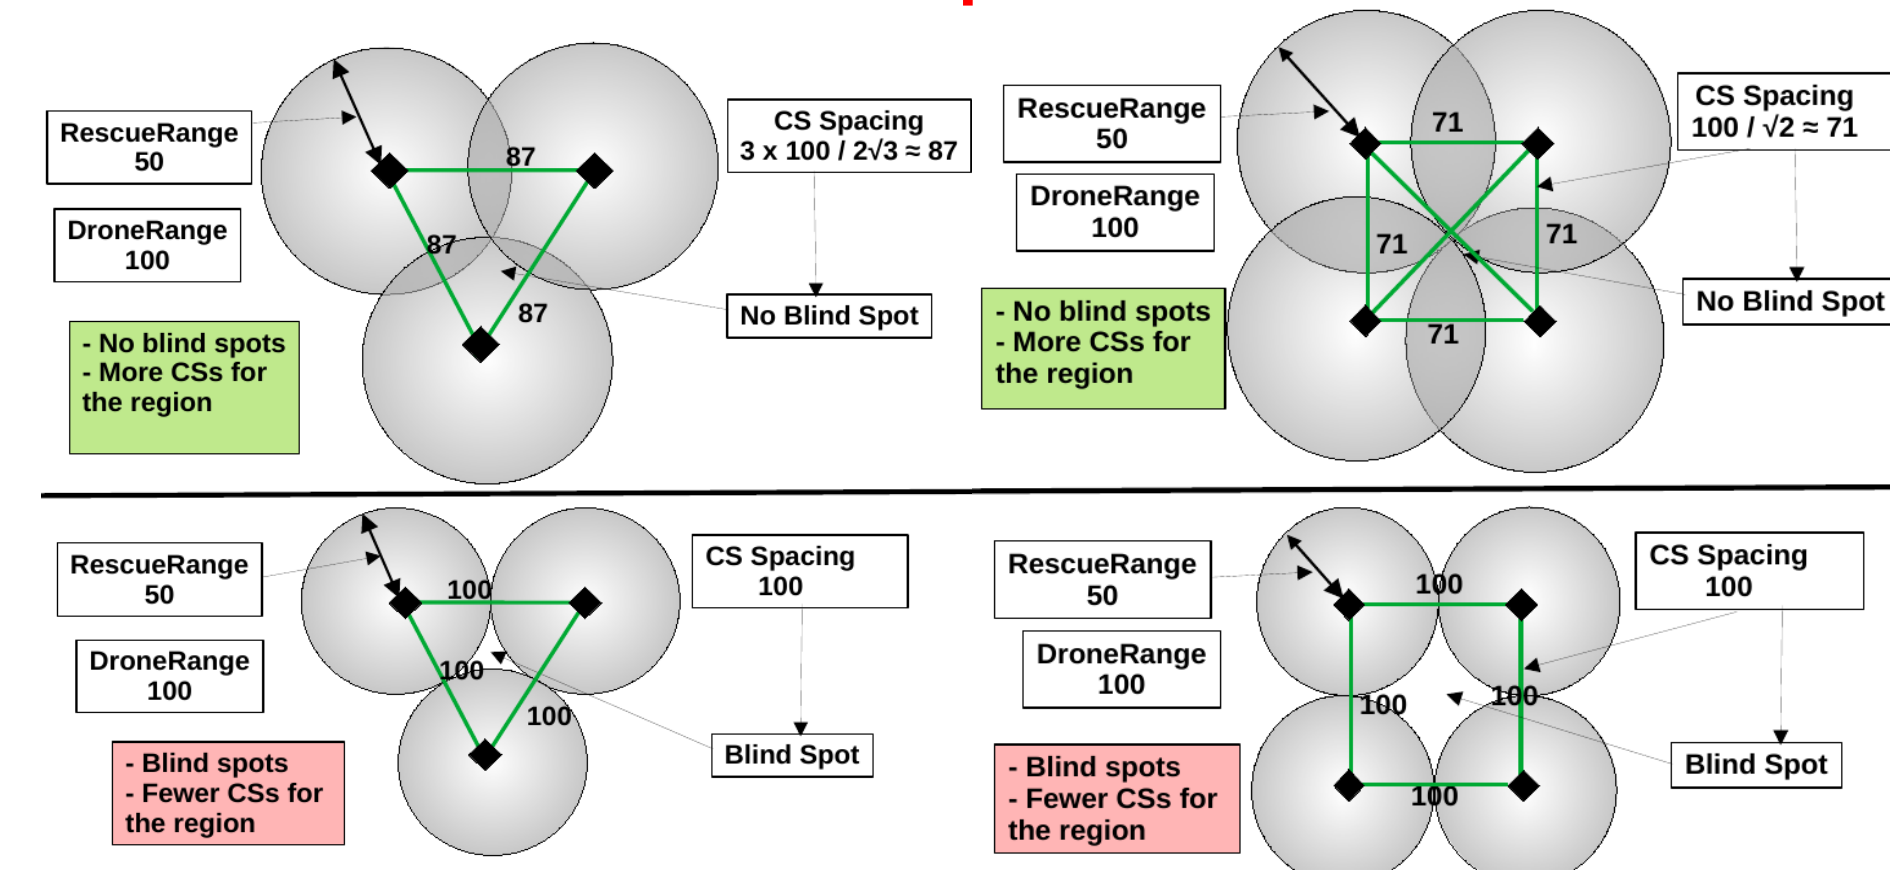 RescueRange
50
DroneRange
100
- No blind spots
- More CSs for
the region
87
87
87
CS Spacing
3 x 100 / 2√3 ≈ 87
No Blind Spot
RescueRange
50
DroneRange
100
- No blind spots
- More CSs for
the region
71
71
71
71
CS Spacing
100 / √2 ≈ 71
No Blind Spot
RescueRange
50
DroneRange
100
- Blind spots
- Fewer CSs for
the region
100
100
100
CS Spacing
100
Blind Spot
RescueRange
50
DroneRange
100
- Blind spots
- Fewer CSs for
the region
100
100
100
100
CS Spacing
100
Blind Spot